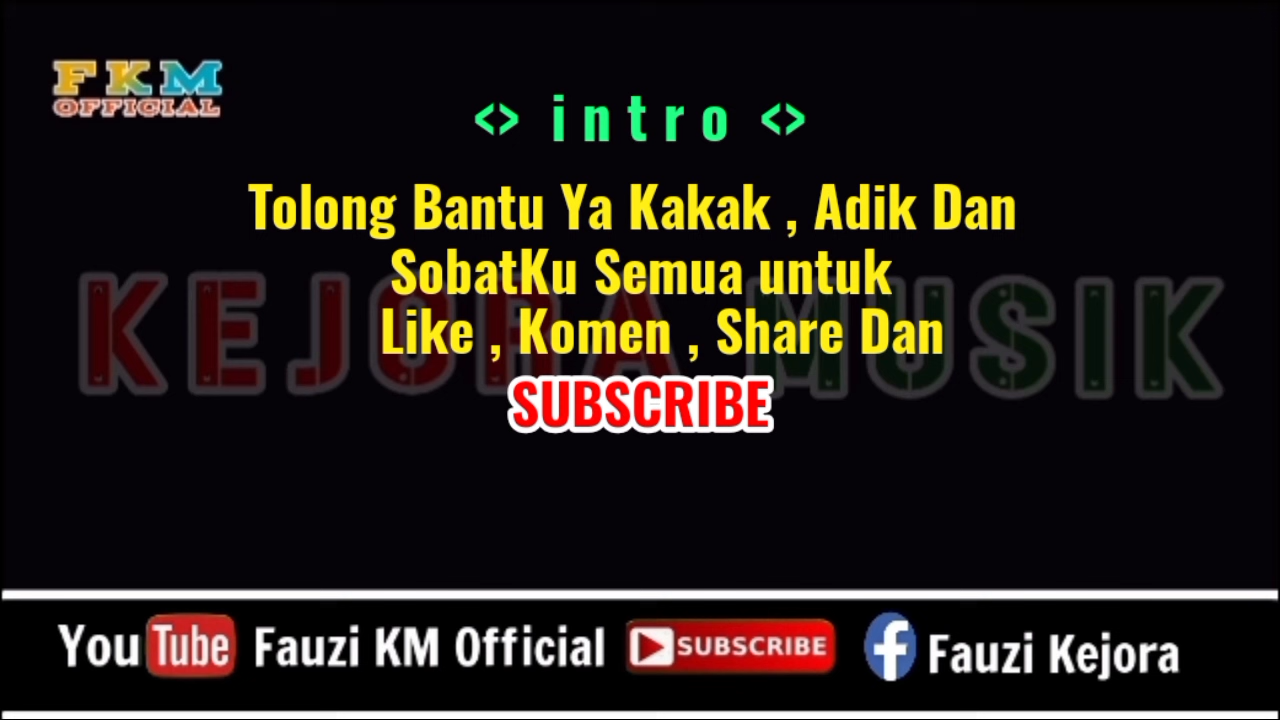 FKM
OFFICIAL
<> intro <>
Tolong Bantu Ya Kakak , Adik Dan
SobatKu Semua untuk
KEJORA MUSIK
Like , Komen , Share Dan
SUBSCRIBE
YouTube Fauzi KM Official SUBSCRIBE f Fauzi Kejora